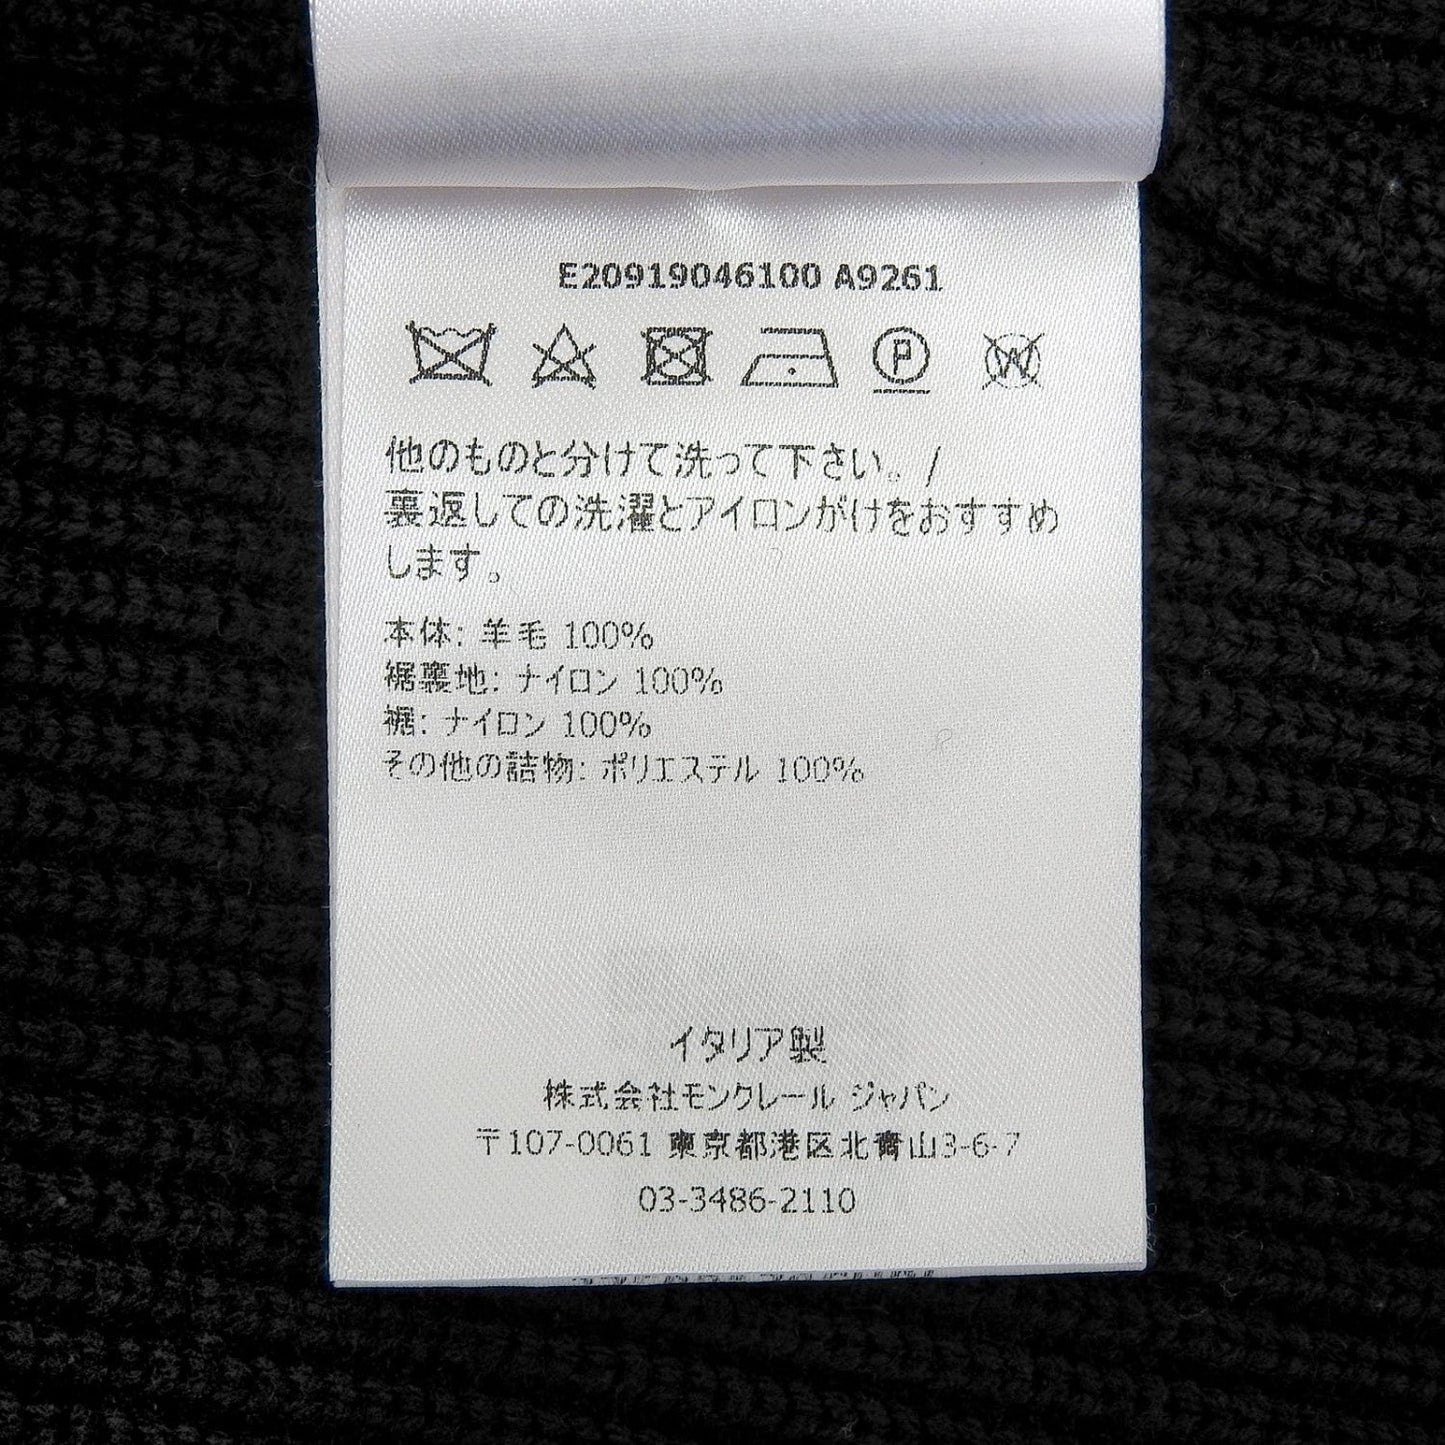 E20919046100 A9261
他のものと分けて洗って下さい。/
裏返しての洗濯とアイロンがけをおすすめ
します。
本体: 羊毛 100%
裾裏地: ナイロン 100%
裾: ナイロン 100%
その他の詰物: ポリエステル 100%
イタリア製
株式会社モンクレール ジャパン
〒107-0061 東京都港区北青山3-6-7
03-3486-2110